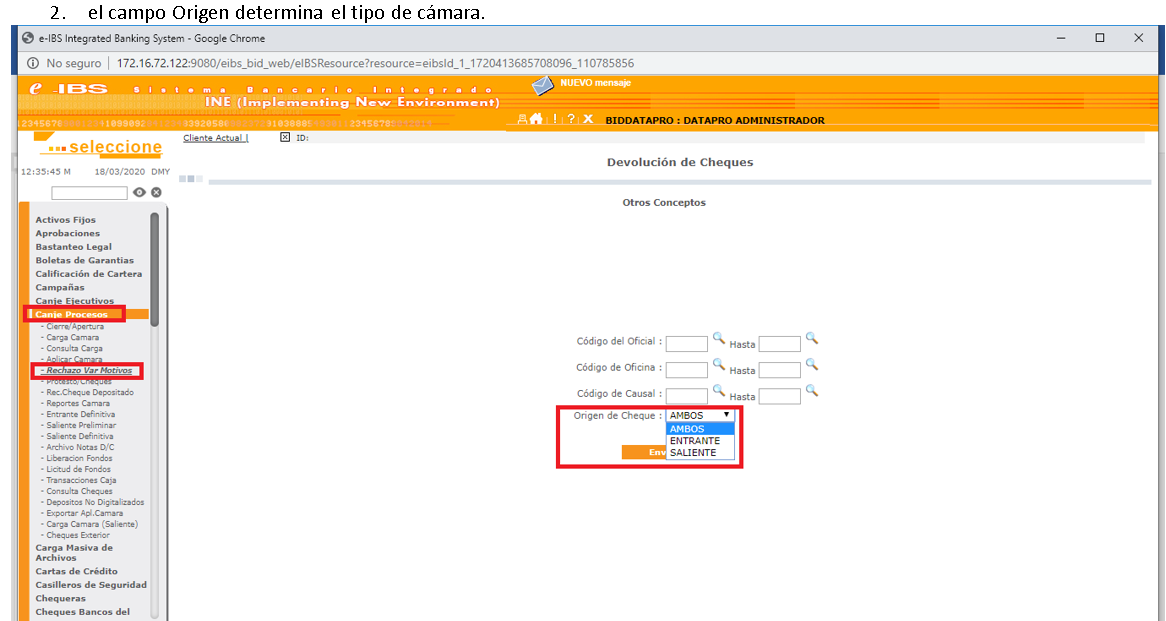 2. el campo Origen determina el tipo de cámara.
e-IBS Integrated Banking System - Google Chrome
No seguro | 172.16.72.122:9080/eibs_bid_web/eIBSResource?resource=eibsId_1_1720413685708096_110785856
e-IBS Sistema Bancario Integrado NUEVO mensaje
INE (Implementing New Environment)
! ? X BIDDATAPRO : DATAPRO ADMINISTRADOR
seleccione
Cliente Actual | ID:
Devolución de Cheques
12:35:45 M 18/03/2020 DMY
Otros Conceptos
Activos Fijos
Aprobaciones
Bastanteo Legal
Boletas de Garantias
Calificación de Cartera
Campañas
Canje Ejecutivos
Canje Procesos
- Cierre/Apertura
- Carga Camara
- Consulta Carga
- Aplicar Camara
- Rechazo Var Motivos
- Protesto/Cheques
- Rec.Cheque Depositado
- Reportes Camara
- Entrante Definitiva
- Saliente Preliminar
- Saliente Definitiva
- Archivo Notas D/C
- Liberacion Fondos
- Licitud de Fondos
- Transacciones Caja
- Consulta Cheques
- Depositos No Digitalizados
- Exportar Apl.Camara
- Carga Camara (Saliente)
- Cheques Exterior
Carga Masiva de
Archivos
Cartas de Crédito
Casilleros de Seguridad
Chequeras
Cheques Bancos del
Código del Oficial : Hasta
Código de Oficina : Hasta
Código de Causal : Hasta
Origen de Cheque : AMBOS
AMBOS
ENTRANTE
SALIENTE
Env